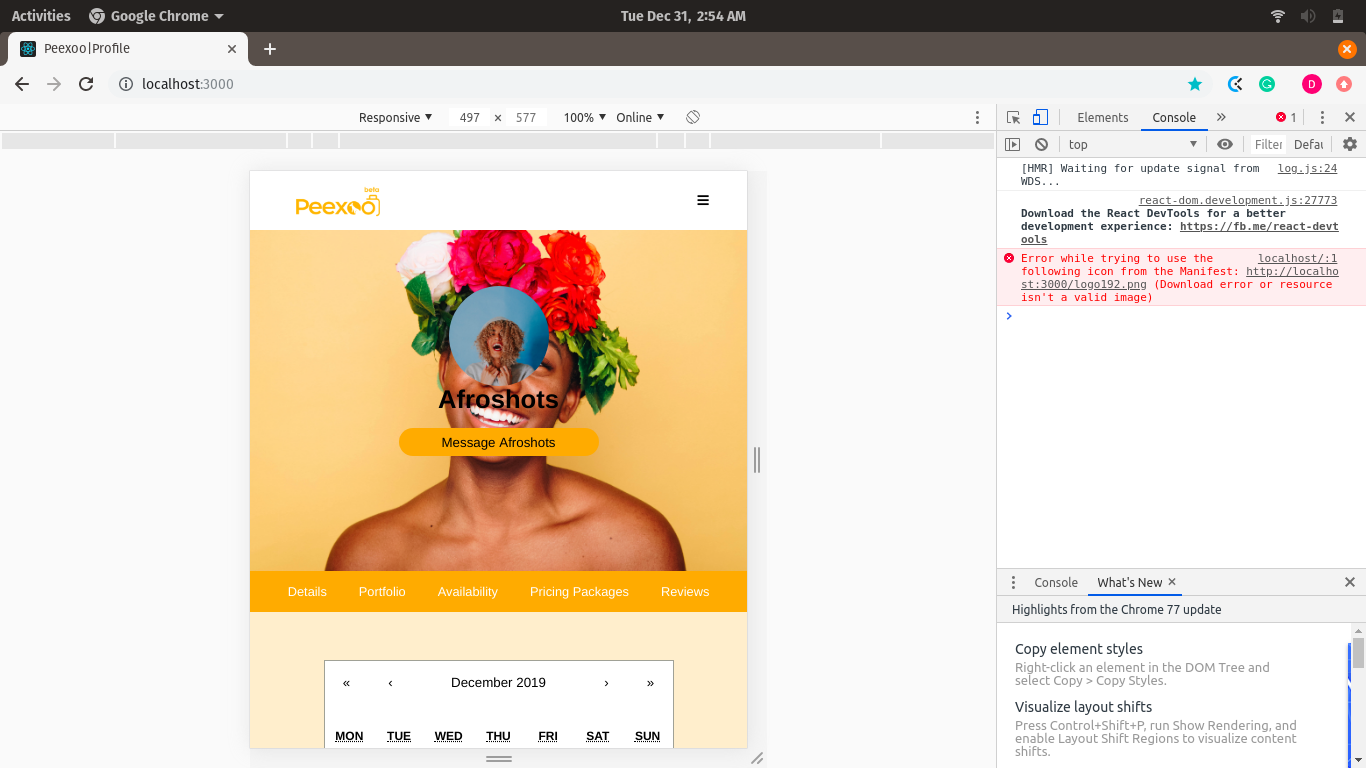 Activities
Google Chrome
Tue Dec 31, 2:54 AM
Peexoo|Profile
localhost:3000
D
Responsive
497 × 577
100%
Online
beta
Peexoo
Afroshots
Message Afroshots
Details
Portfolio
Availability
Pricing Packages
Reviews
«
‹
December 2019
›
»
MON TUE WED THU FRI SAT SUN
Elements
Console
»
1
top
Filter
Defau
[HMR] Waiting for update signal from log.js:24
WDS...
react-dom.development.js:27773
Download the React DevTools for a better
development experience: https://fb.me/react-devt
ools
Error while trying to use the localhost/:1
following icon from the Manifest: http://localho
st:3000/logo192.png (Download error or resource
isn't a valid image)
Console
What's New
Highlights from the Chrome 77 update
Copy element styles
Right-click an element in the DOM Tree and
select Copy > Copy Styles.
Visualize layout shifts
Press Control+Shift+P, run Show Rendering, and
enable Layout Shift Regions to visualize content
shifts.